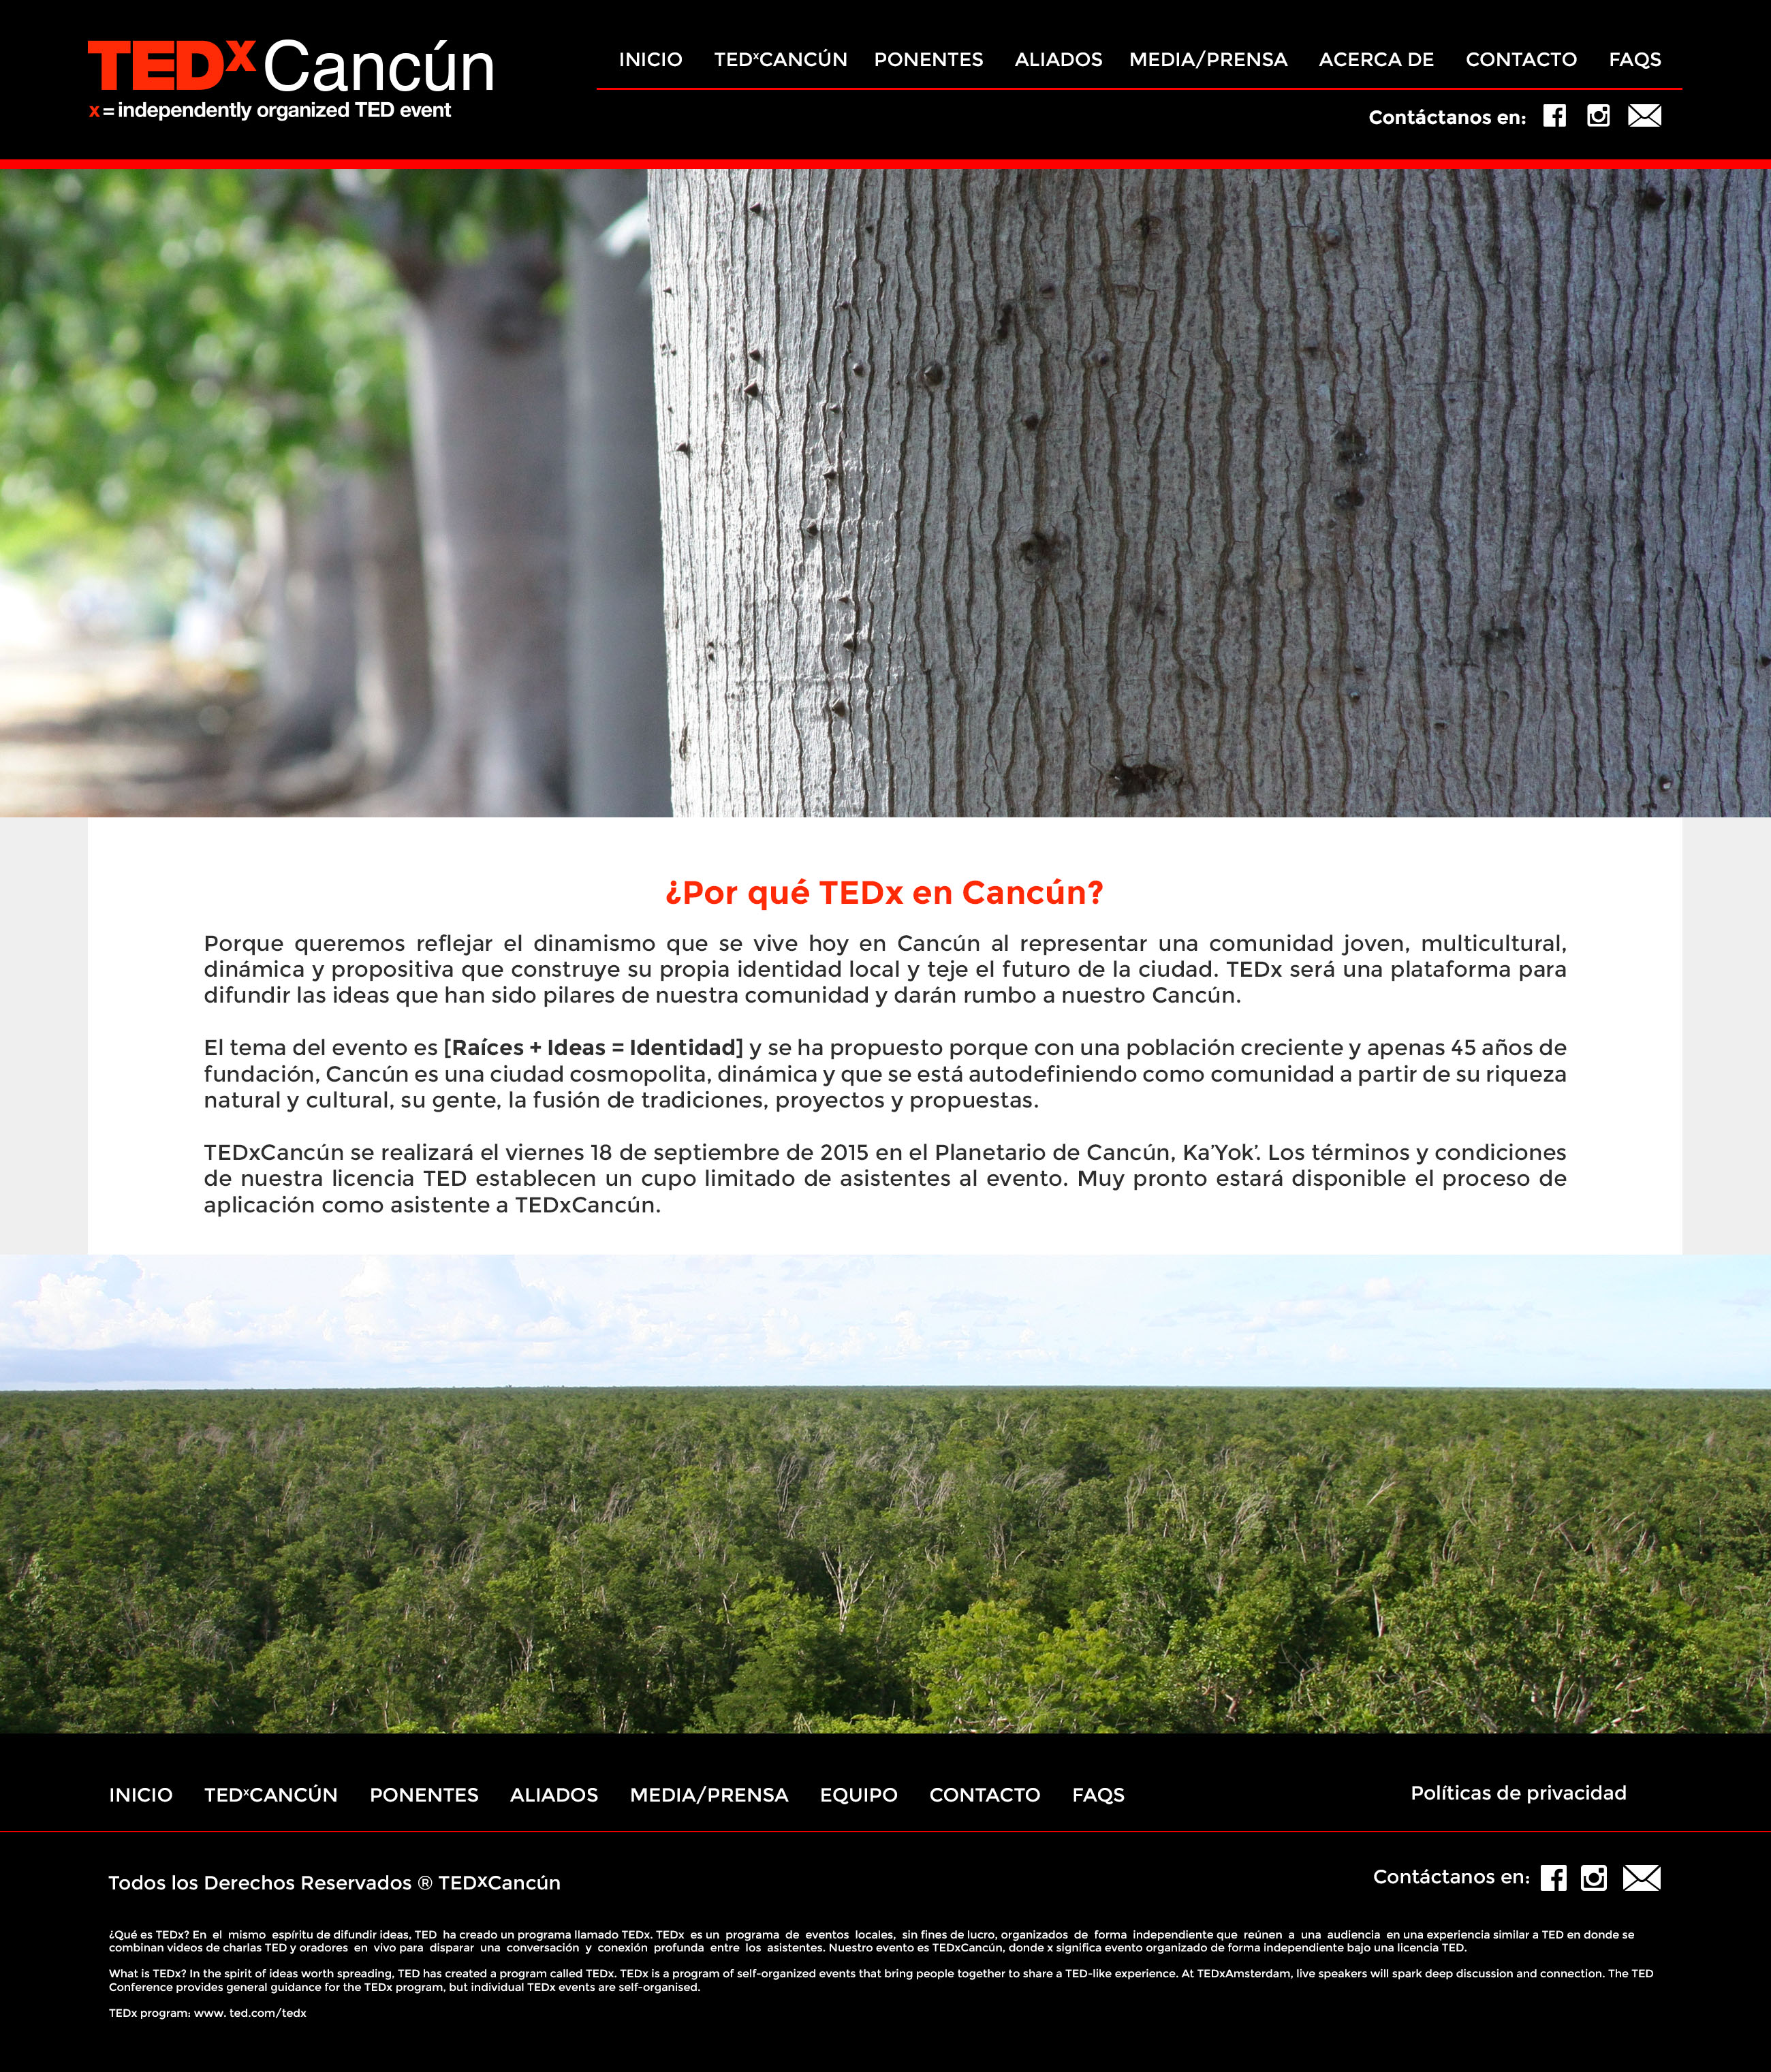 TEDxCancún
x = independently organized TED event
INICIO TEDxCANCÚN PONENTES ALIADOS MEDIA/PRENSA ACERCA DE CONTACTO FAQS
Contáctanos en:
¿Por qué TEDx en Cancún?
Porque queremos reflejar el dinamismo que se vive hoy en Cancún al representar una comunidad joven, multicultural,
dinámica y propositiva que construye su propia identidad local y teje el futuro de la ciudad. TEDx será una plataforma para
difundir las ideas que han sido pilares de nuestra comunidad y darán rumbo a nuestro Cancún.
El tema del evento es [Raíces + Ideas = Identidad] y se ha propuesto porque con una población creciente y apenas 45 años de
fundación, Cancún es una ciudad cosmopolita, dinámica y que se está autodefiniendo como comunidad a partir de su riqueza
natural y cultural, su gente, la fusión de tradiciones, proyectos y propuestas.
TEDxCancún se realizará el viernes 18 de septiembre de 2015 en el Planetario de Cancún, Ka’Yok’. Los términos y condiciones
de nuestra licencia TED establecen un cupo limitado de asistentes al evento. Muy pronto estará disponible el proceso de
aplicación como asistente a TEDxCancún.
INICIO TEDxCANCÚN PONENTES ALIADOS MEDIA/PRENSA EQUIPO CONTACTO FAQS Políticas de privacidad
Todos los Derechos Reservados ® TEDxCancún Contáctanos en:
¿Qué es TEDx? En el mismo espíritu de difundir ideas, TED ha creado un programa llamado TEDx. TEDx es un programa de eventos locales, sin fines de lucro, organizados de forma independiente que reúnen a una audiencia en una experiencia similar a TED en donde se
combinan videos de charlas TED y oradores en vivo para disparar una conversación y conexión profunda entre los asistentes. Nuestro evento es TEDxCancún, donde x significa evento organizado de forma independiente bajo una licencia TED.
What is TEDx? In the spirit of ideas worth spreading, TED has created a program called TEDx. TEDx is a program of self-organized events that bring people together to share a TED-like experience. At TEDxAmsterdam, live speakers will spark deep discussion and connection. The TED
Conference provides general guidance for the TEDx program, but individual TEDx events are self-organised.
TEDx program: www. ted.com/tedx